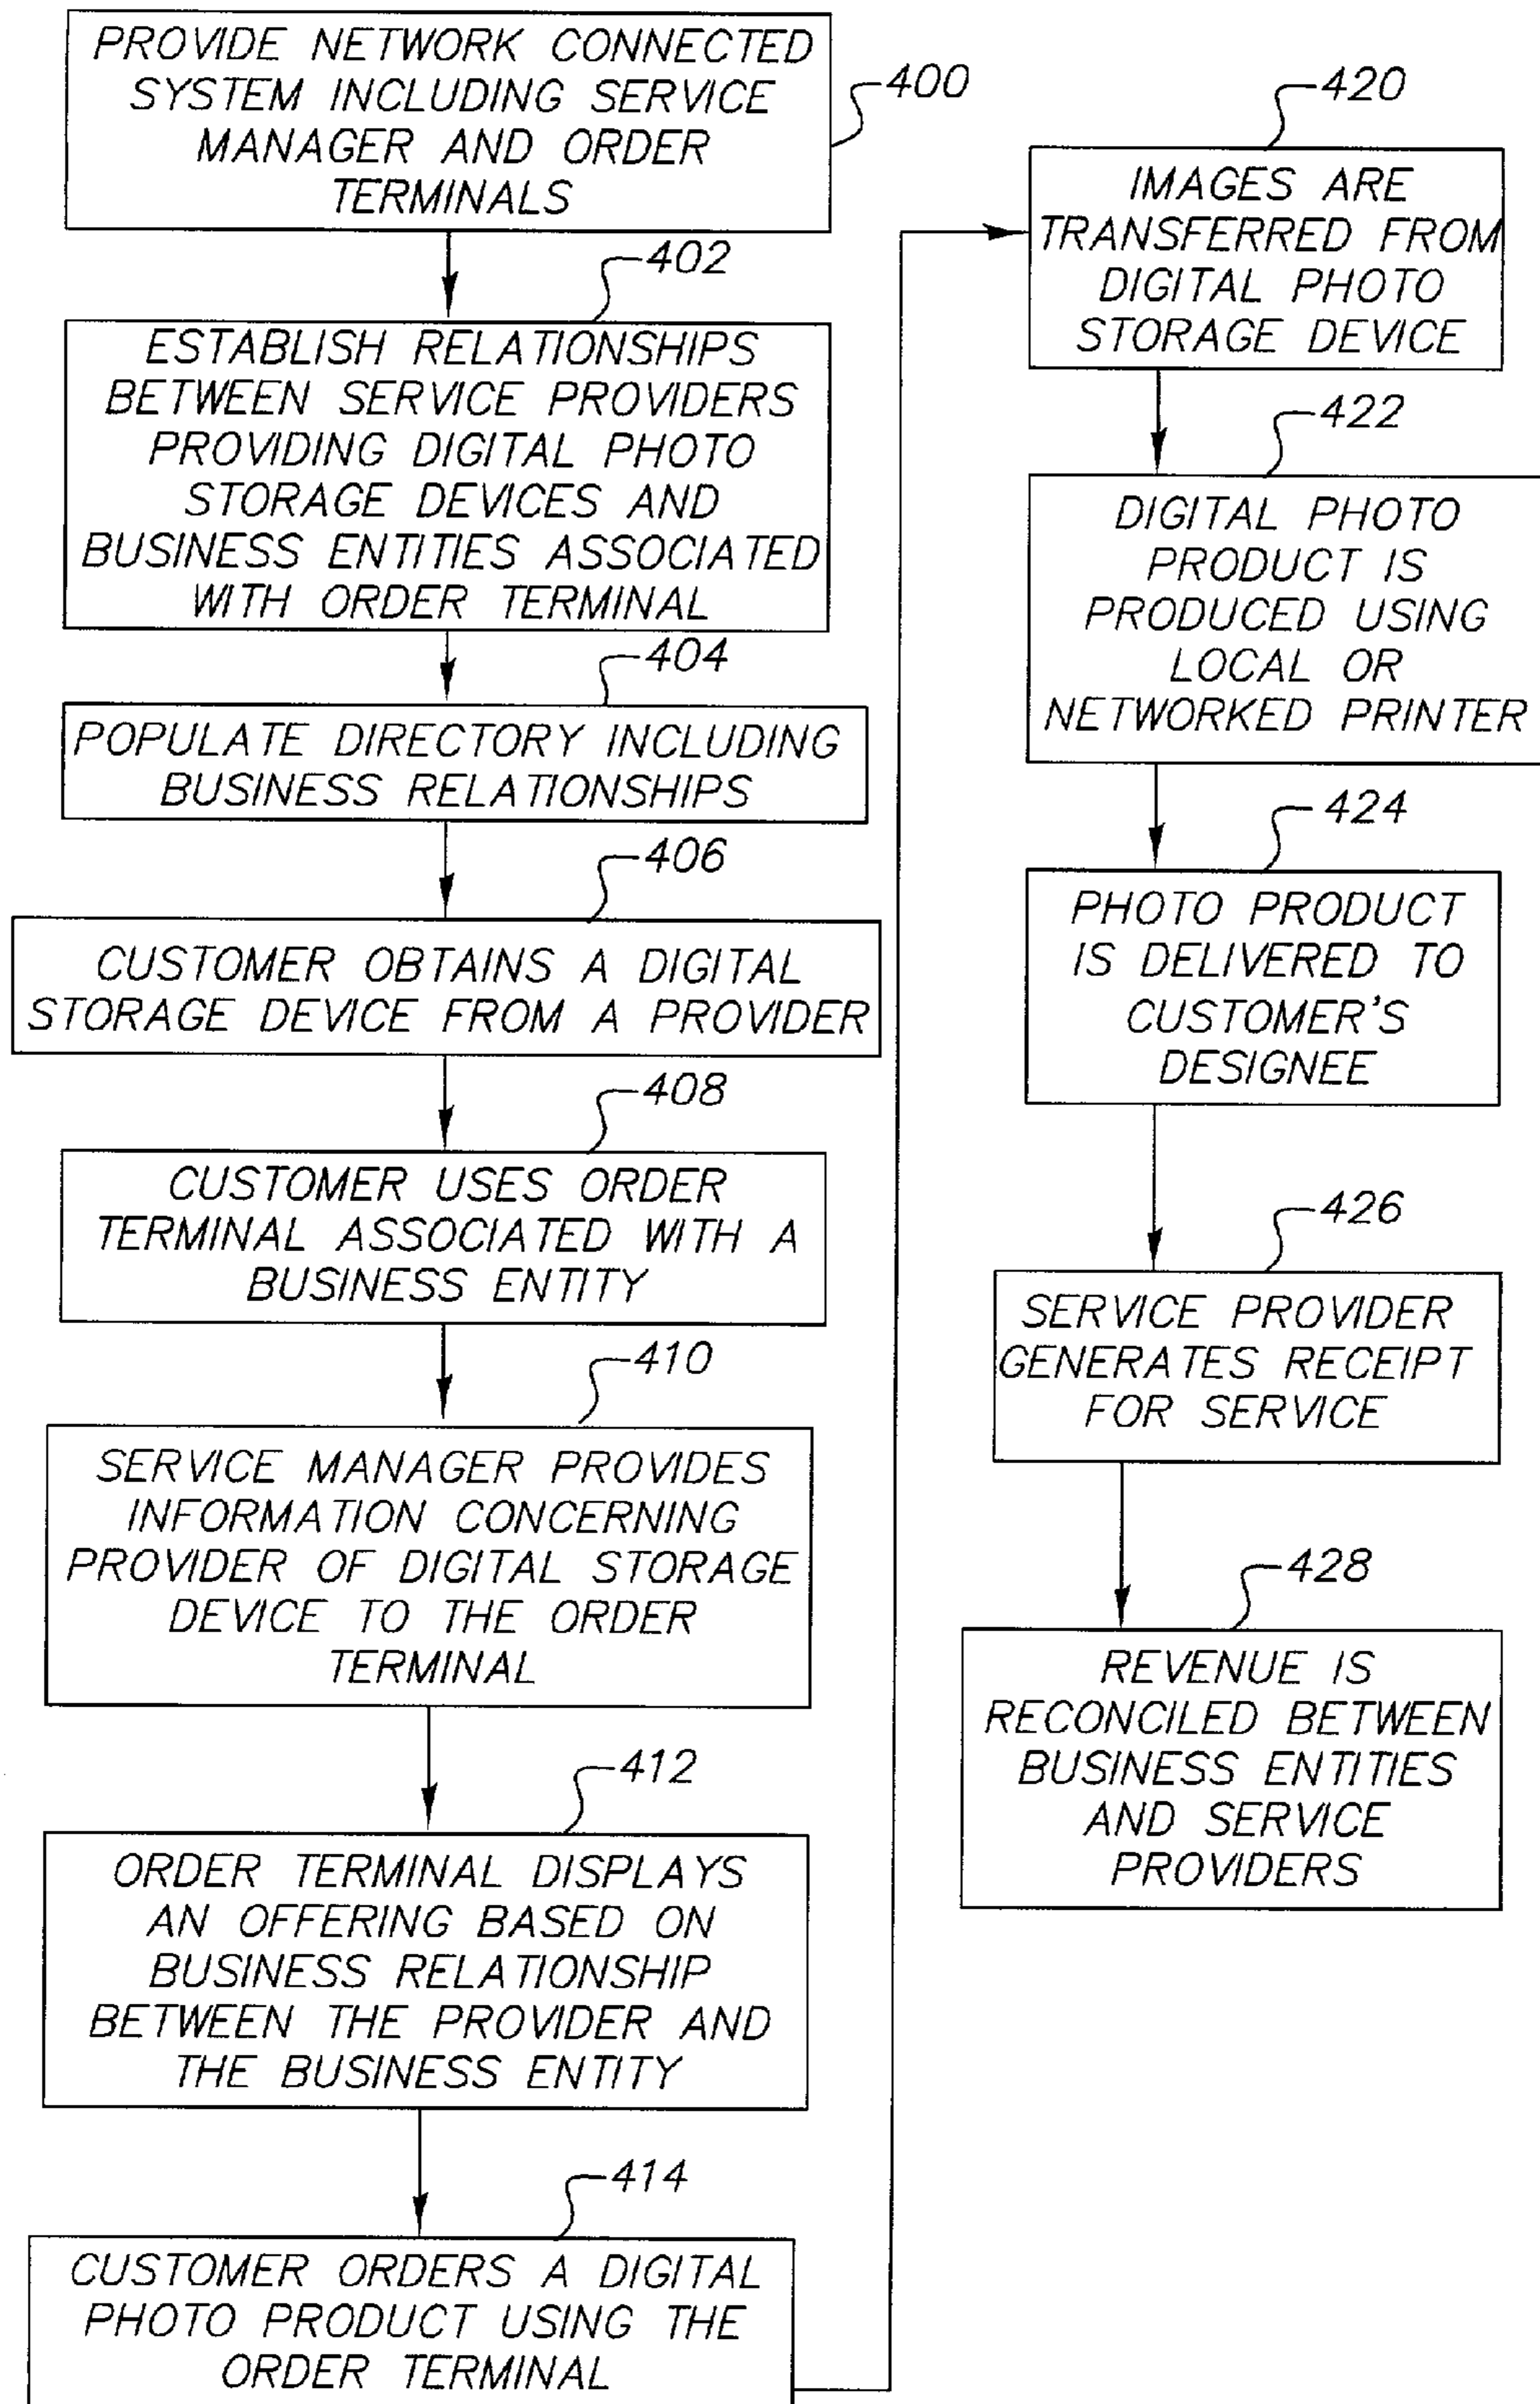 PROVIDE NETWORK CONNECTED
SYSTEM INCLUDING SERVICE
MANAGER AND ORDER
TERMINALS
400
402
ESTABLISH RELATIONSHIPS
BETWEEN SERVICE PROVIDERS
PROVIDING DIGITAL PHOTO
STORAGE DEVICES AND
BUSINESS ENTITIES ASSOCIATED
WITH ORDER TERMINAL
404
POPULATE DIRECTORY INCLUDING
BUSINESS RELATIONSHIPS
406
CUSTOMER OBTAINS A DIGITAL
STORAGE DEVICE FROM A PROVIDER
408
CUSTOMER USES ORDER
TERMINAL ASSOCIATED WITH A
BUSINESS ENTITY
410
SERVICE MANAGER PROVIDES
INFORMATION CONCERNING
PROVIDER OF DIGITAL STORAGE
DEVICE TO THE ORDER
TERMINAL
412
ORDER TERMINAL DISPLAYS
AN OFFERING BASED ON
BUSINESS RELATIONSHIP
BETWEEN THE PROVIDER AND
THE BUSINESS ENTITY
414
CUSTOMER ORDERS A DIGITAL
PHOTO PRODUCT USING THE
ORDER TERMINAL
420
IMAGES ARE
TRANSFERRED FROM
DIGITAL PHOTO
STORAGE DEVICE
422
DIGITAL PHOTO
PRODUCT IS
PRODUCED USING
LOCAL OR
NETWORKED PRINTER
424
PHOTO PRODUCT
IS DELIVERED TO
CUSTOMER'S
DESIGNEE
426
SERVICE PROVIDER
GENERATES RECEIPT
FOR SERVICE
428
REVENUE IS
RECONCILED BETWEEN
BUSINESS ENTITIES
AND SERVICE
PROVIDERS